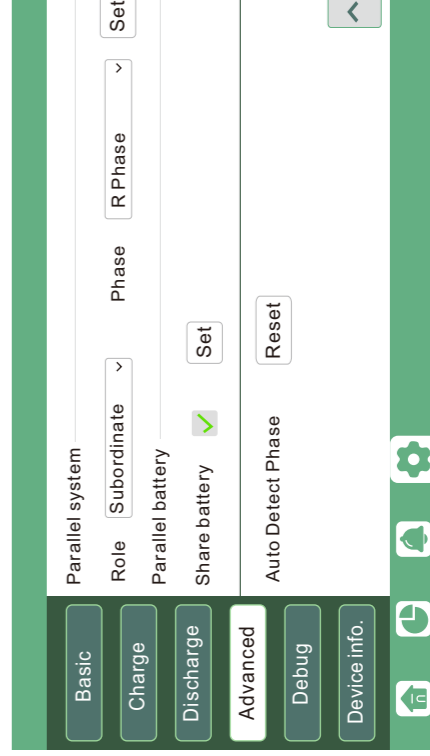 Basic
Charge
Discharge
Advanced
Debug
Device info.
Parallel system
Role Subordinate Phase R Phase Set
Parallel battery
Share battery Set
Auto Detect Phase Reset